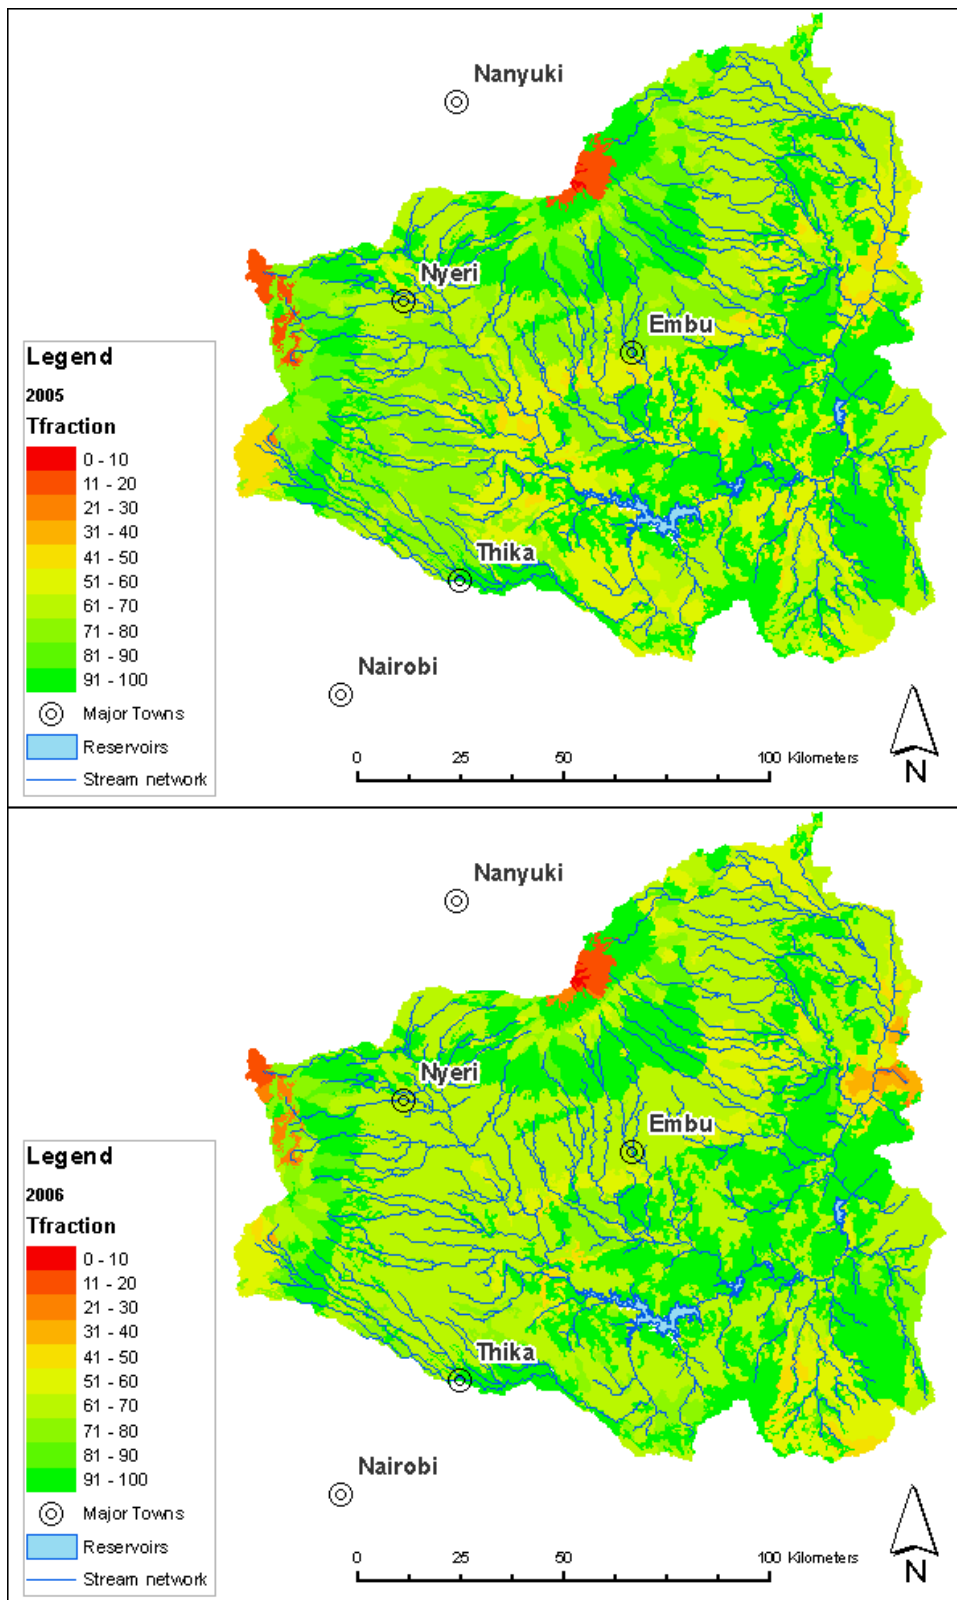 Nanyuki
Nyeri
Embu
Legend
2005
Tfraction
0 - 10
11 - 20
21 - 30
31 - 40
41 - 50
51 - 60
61 - 70
71 - 80
81 - 90
91 - 100
Major Towns
Reservoirs
Stream network
Thika
Nairobi
0 25 50 100 Kilometers
N
Nanyuki
Nyeri
Embu
Legend
2006
Tfraction
0 - 10
11 - 20
21 - 30
31 - 40
41 - 50
51 - 60
61 - 70
71 - 80
81 - 90
91 - 100
Major Towns
Reservoirs
Stream network
Thika
Nairobi
0 25 50 100 Kilometers
N